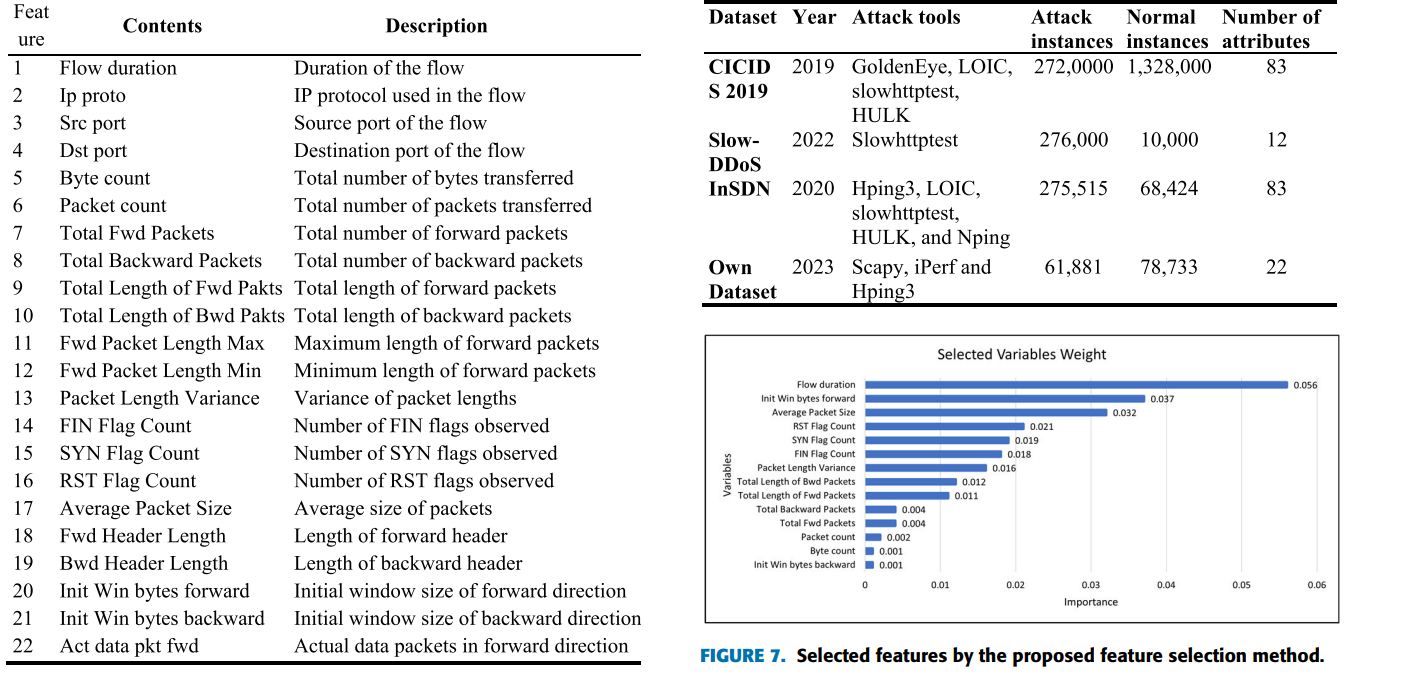 Feat
ure
Contents Description
1 Flow duration Duration of the flow
2 Ip proto IP protocol used in the flow
3 Src port Source port of the flow
4 Dst port Destination port of the flow
5 Byte count Total number of bytes transferred
6 Packet count Total number of packets transferred
7 Total Fwd Packets Total number of forward packets
8 Total Backward Packets Total number of backward packets
9 Total Length of Fwd Pakts Total length of forward packets
10 Total Length of Bwd Pakts Total length of backward packets
11 Fwd Packet Length Max Maximum length of forward packets
12 Fwd Packet Length Min Minimum length of forward packets
13 Packet Length Variance Variance of packet lengths
14 FIN Flag Count Number of FIN flags observed
15 SYN Flag Count Number of SYN flags observed
16 RST Flag Count Number of RST flags observed
17 Average Packet Size Average size of packets
18 Fwd Header Length Length of forward header
19 Bwd Header Length Length of backward header
20 Init Win bytes forward Initial window size of forward direction
21 Init Win bytes backward Initial window size of backward direction
22 Act data pkt fwd Actual data packets in forward direction
Dataset Year Attack tools Attack Normal Number of
instances instances attributes
CICID 2019 GoldenEye, LOIC, 272,0000 1,328,000 83
S 2019 slowhttptest,
HULK
Slow- 2022 Slowhttptest 276,000 10,000 12
DDoS
InSDN 2020 Hping3, LOIC, 275,515 68,424 83
slowhttptest,
HULK, and Nping
Own 2023 Scapy, iPerf and 61,881 78,733 22
Dataset Hping3
Selected Variables Weight
Variables
Flow duration 0.056
Init Win bytes forward 0.037
Average Packet Size 0.032
RST Flag Count 0.021
SYN Flag Count 0.019
FIN Flag Count 0.018
Packet Length Variance 0.016
Total Length of Bwd Packets 0.012
Total Length of Fwd Packets 0.011
Total Backward Packets 0.004
Total Fwd Packets 0.004
Packet count 0.002
Byte count 0.001
Init Win bytes backward 0.001
0 0.01 0.02 0.03 0.04 0.05 0.06
Importance
FIGURE 7. Selected features by the proposed feature selection method.